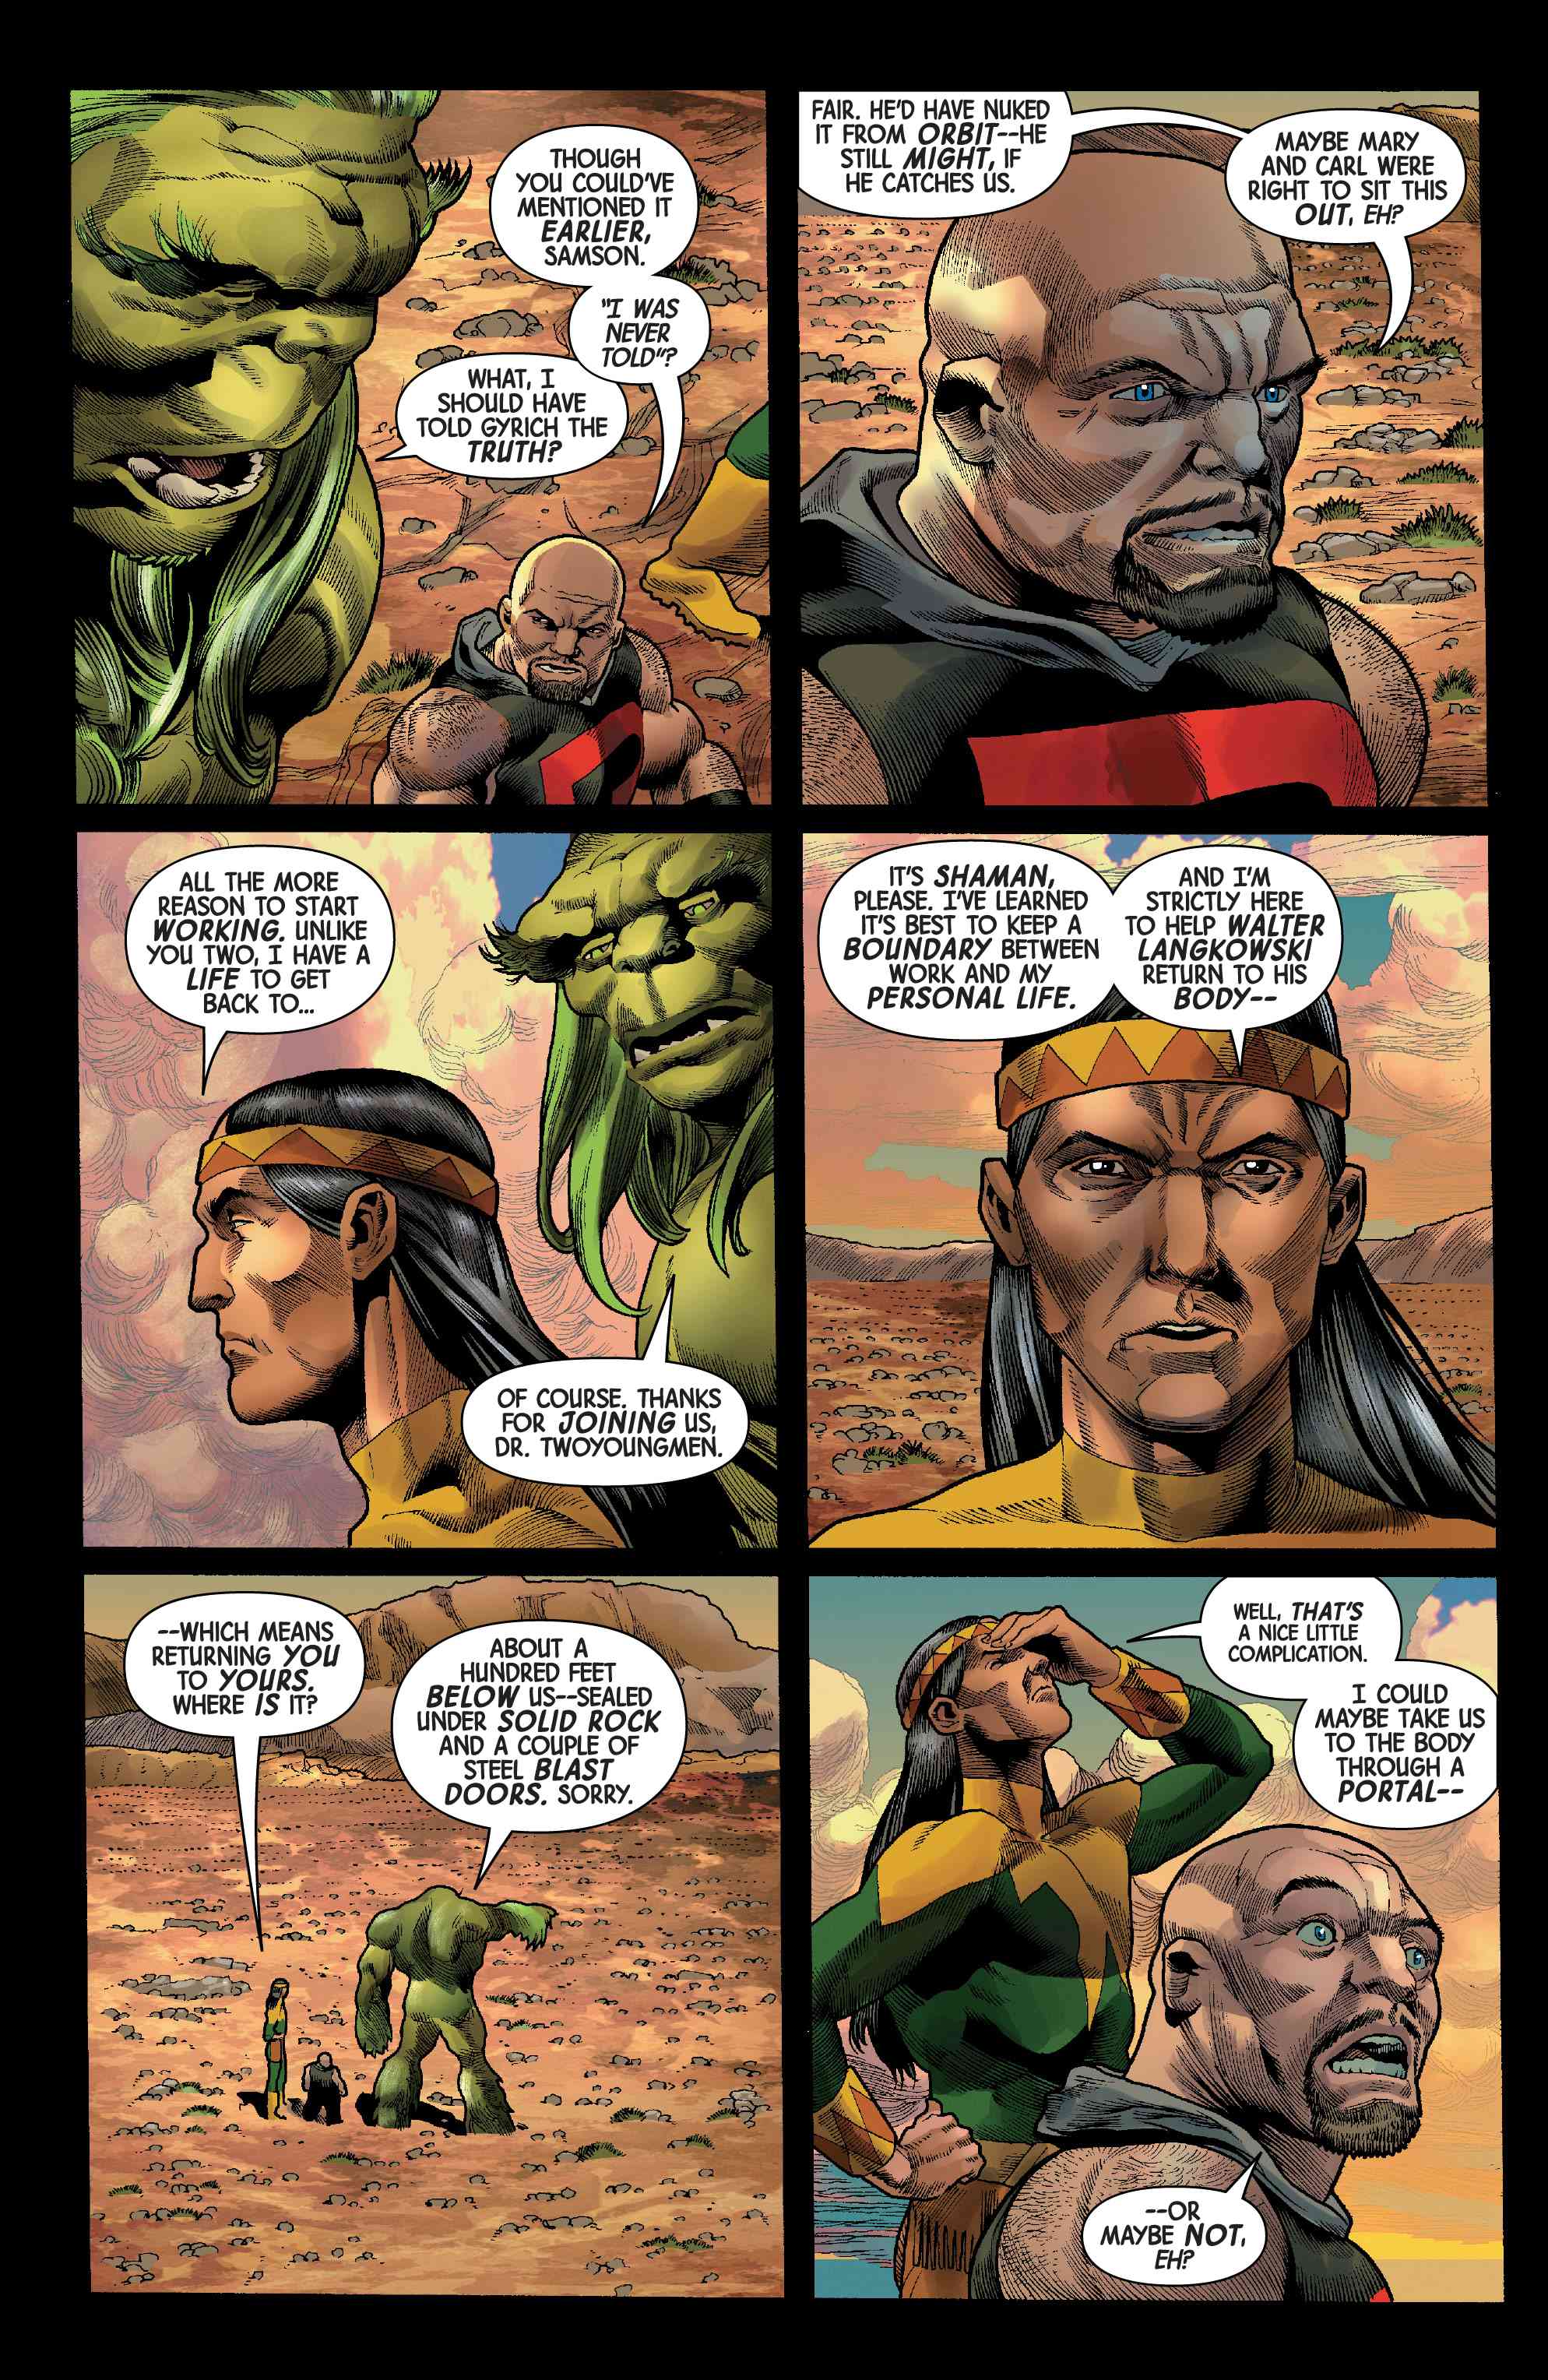 THOUGH
YOU COULD'VE
MENTIONED IT
EARLIER,
SAMSON.
"I WAS
NEVER
TOLD"?
WHAT, I
SHOULD HAVE
TOLD GYRICH THE
TRUTH?
FAIR. HE'D HAVE NUKED
IT FROM ORBIT--HE
STILL MIGHT, IF
HE CATCHES US.
MAYBE MARY
AND CARL WERE
RIGHT TO SIT THIS
OUT, EH?
ALL THE MORE
REASON TO START
WORKING. UNLIKE
YOU TWO, I HAVE A
LIFE TO GET
BACK TO...
OF COURSE. THANKS
FOR JOINING US,
DR. TWOYOUNGMEN.
IT'S SHAMAN,
PLEASE. I'VE LEARNED
IT'S BEST TO KEEP A
BOUNDARY BETWEEN
WORK AND MY
PERSONAL LIFE.
AND I'M
STRICTLY HERE
TO HELP WALTER
LANGKOWSKI
RETURN TO HIS
BODY--
--WHICH MEANS
RETURNING YOU
TO YOURS.
WHERE IS IT?
ABOUT A
HUNDRED FEET
BELOW US--SEALED
UNDER SOLID ROCK
AND A COUPLE OF
STEEL BLAST
DOORS. SORRY.
WELL, THAT'S
A NICE LITTLE
COMPLICATION.
I COULD
MAYBE TAKE US
TO THE BODY
THROUGH A
PORTAL--
--OR
MAYBE NOT,
EH?